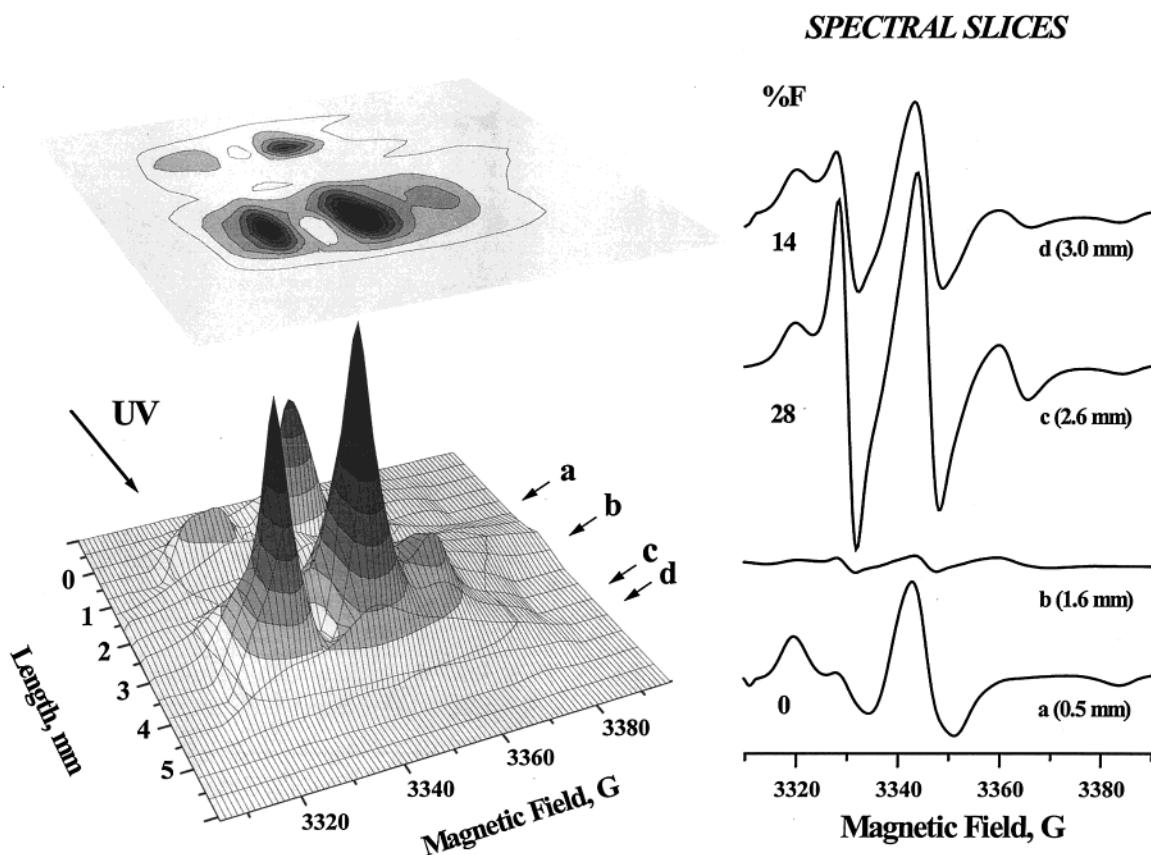 SPECTRAL SLICES
%F
14
d (3.0 mm)
28
c (2.6 mm)
b (1.6 mm)
0
a (0.5 mm)
3320 3340 3360 3380
Magnetic Field, G
UV
a
b
c
d
0
1
2
3
4
5
Length, mm
3320
3340
3360
3380
Magnetic Field, G